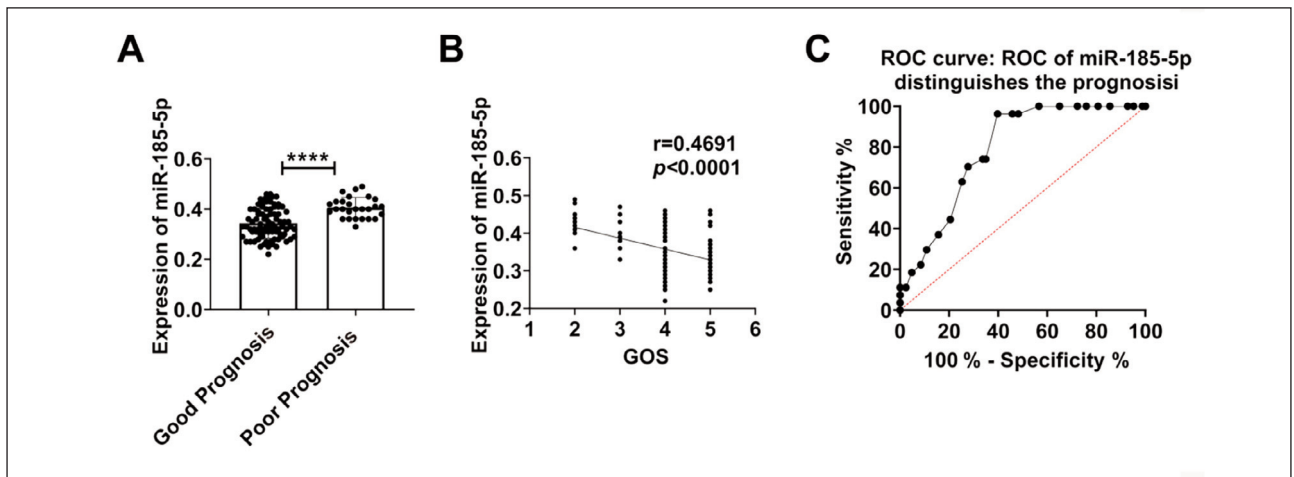 A
Expression of miR-185-5p
0.6
0.4
0.2
0.0
****
Good Prognosis
Poor Prognosis
B
Expression of miR-185-5p
0.6
0.5
0.4
0.3
0.2
r=0.4691
p<0.0001
1 2 3 4 5 6
GOS
C
ROC curve: ROC of miR-185-5p
distinguishes the prognosisi
Sensitivity %
100
80
60
40
20
0
0 20 40 60 80 100
100 % - Specificity %